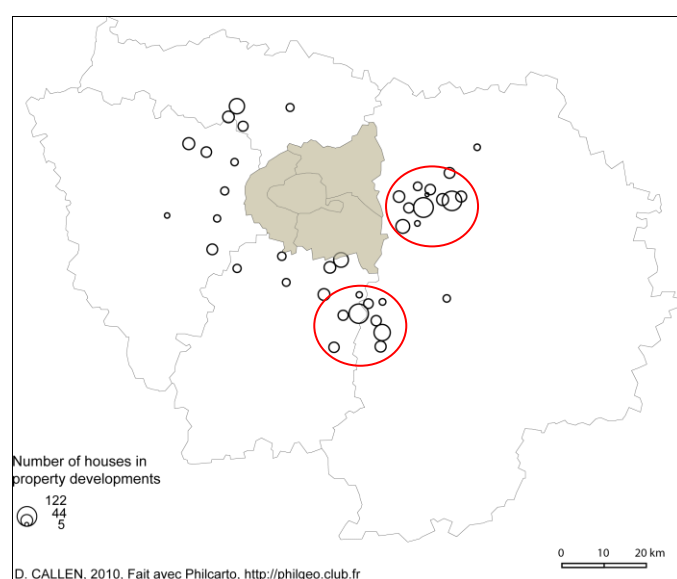 Number of houses in
property developments
122
44
5
0 10 20 km
D. CALLEN, 2010. Fait avec Philcarto, http://philgeo.club.fr